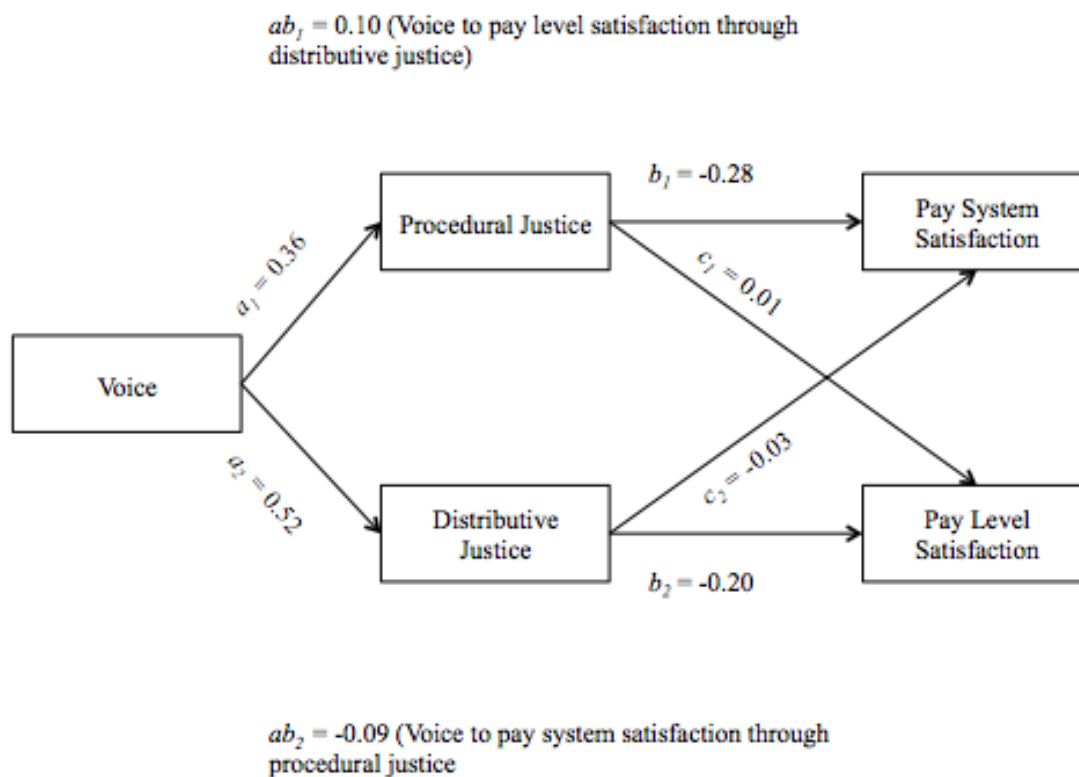 ab₁ = 0.10 (Voice to pay level satisfaction through
distributive justice)
b₁ = -0.28
Procedural Justice
Pay System
Satisfaction
a₁ = 0.36
c₁ = 0.01
Voice
a₂ = 0.52
c₂ = -0.03
Distributive
Justice
Pay Level
Satisfaction
b₂ = -0.20
ab₂ = -0.09 (Voice to pay system satisfaction through
procedural justice